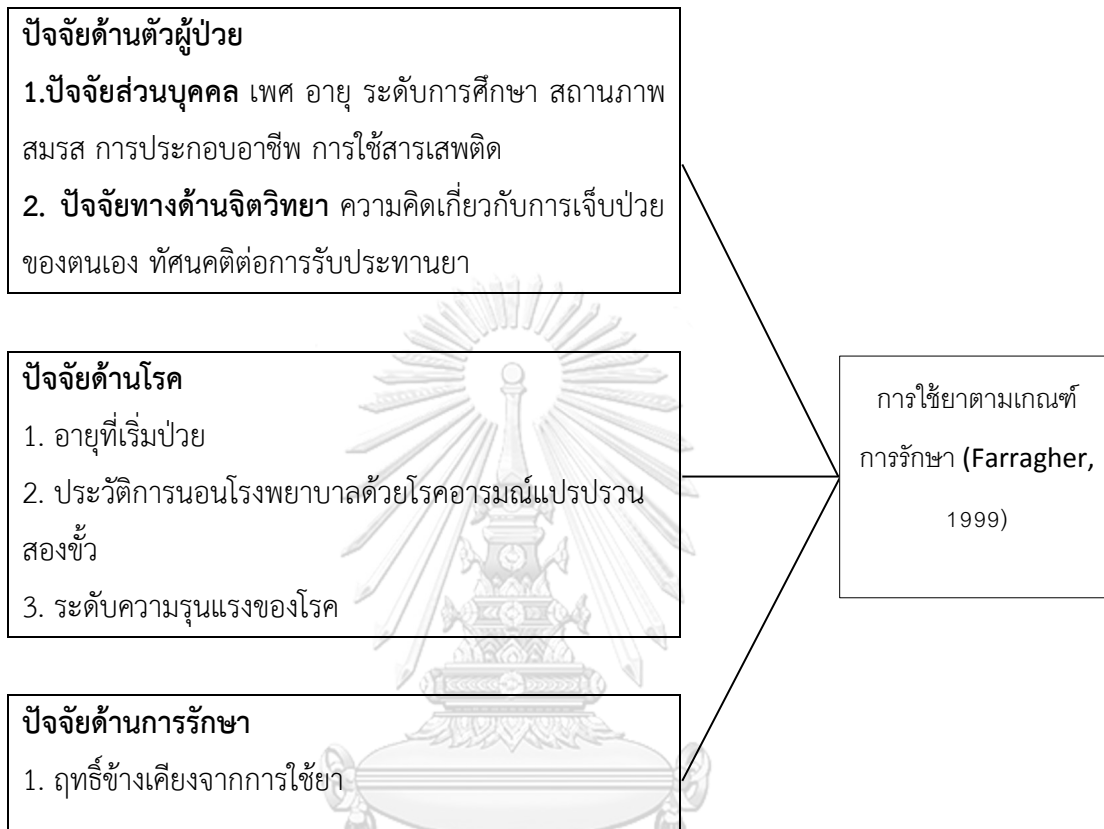 ปัจจัยด้านตัวผู้ป่วย
1.ปัจจัยส่วนบุคคล เพศ อายุ ระดับการศึกษา สถานภาพ
สมรส การประกอบอาชีพ การใช้สารเสพติด
2. ปัจจัยทางด้านจิตวิทยา ความคิดเกี่ยวกับการเจ็บป่วย
ของตนเอง ทัศนคติต่อการรับประทานยา
ปัจจัยด้านโรค
1. อายุที่เริ่มป่วย
2. ประวัติการนอนโรงพยาบาลด้วยโรคอารมณ์แปรปรวน
สองขั้ว
3. ระดับความรุนแรงของโรค
ปัจจัยด้านการรักษา
1. ฤทธิ์ข้างเคียงจากการใช้ยา
การใช้ยาตามเกณฑ์
การรักษา (Farragher,
1999)